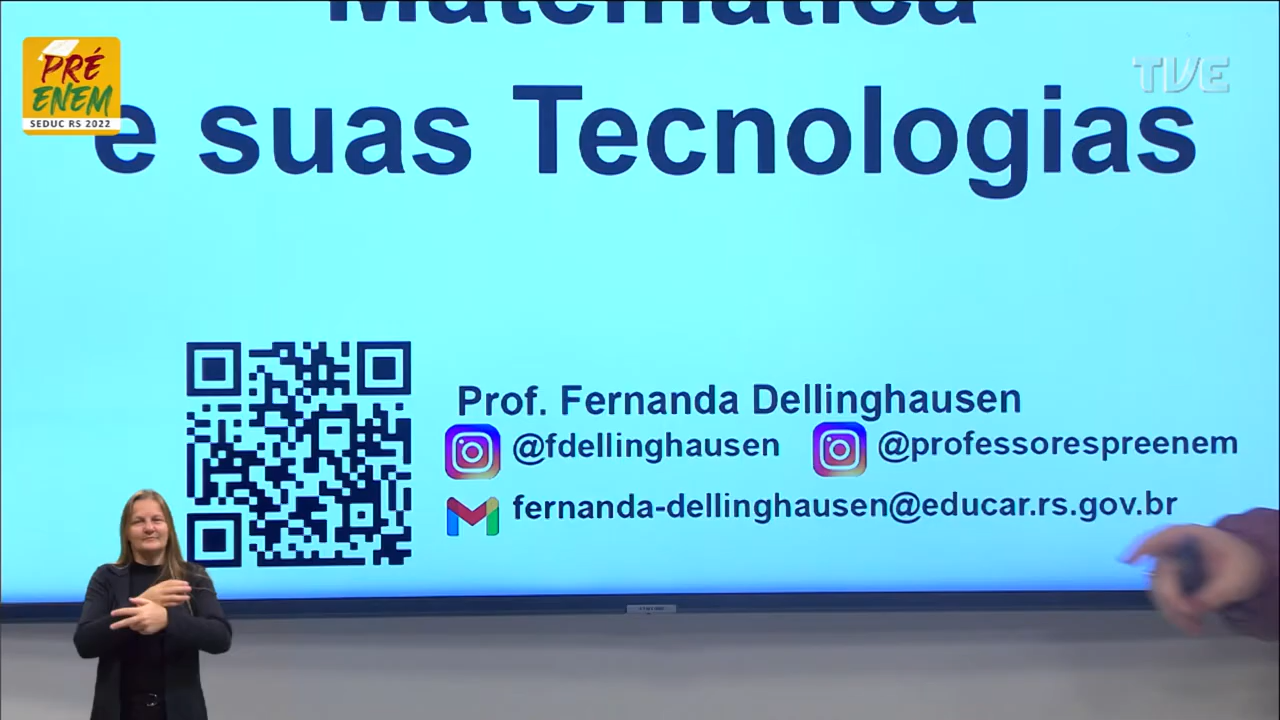 Matemática
e suas Tecnologias
PRÉ
ENEM
SEDUC RS 2022
TVE
Prof. Fernanda Dellinghausen
@fdellinghausen @professorespreenem
fernanda-dellinghausen@educar.rs.gov.br